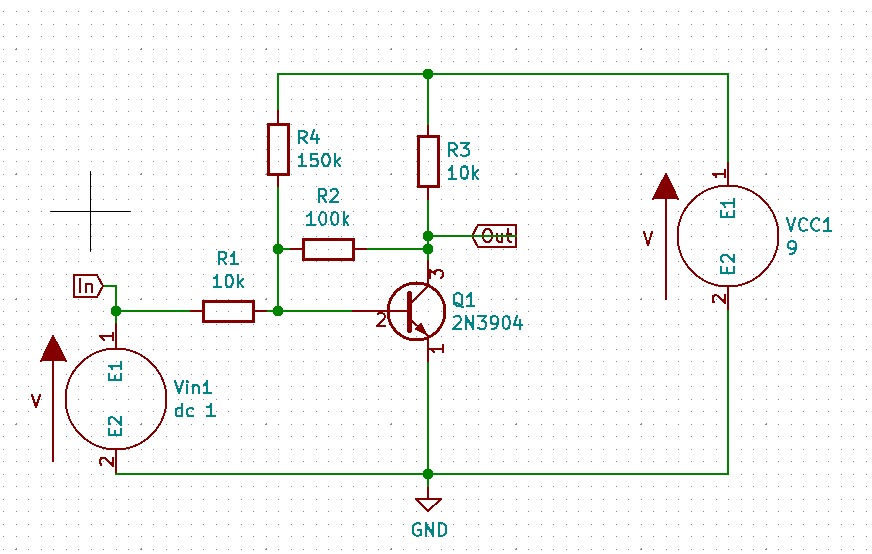 R4
150k
R3
10k
R2
100k
1
E1
VCC1
9
V
E2
2
Out
R1
10k
In
3
Q1
2N3904
2
1
1
E1
Vin1
dc 1
V
E2
2
GND